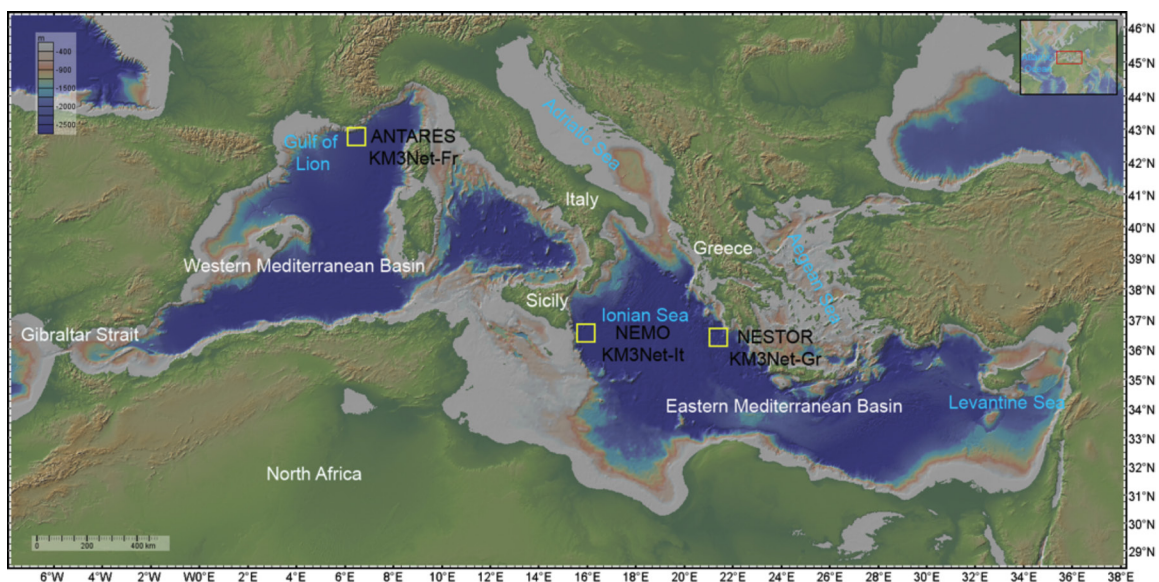 m
-400
-900
-1500
-2000
-2500
Adriatic Sea
Gulf of
Lion
ANTARES
KM3Net-Fr
Italy
Greece
Aegean Sea
Western Mediterranean Basin
Sicily
Gibraltar Strait
Ionian Sea
NEMO
KM3Net-It
NESTOR
KM3Net-Gr
Eastern Mediterranean Basin
Levantine Sea
North Africa
0 200 400 km
46°N
45°N
44°N
43°N
42°N
41°N
40°N
39°N
38°N
37°N
36°N
35°N
34°N
33°N
32°N
31°N
30°N
29°N
6°W 4°W 2°W W0°E 2°E 4°E 6°E 8°E 10°E 12°E 14°E 16°E 18°E 20°E 22°E 24°E 26°E 28°E 30°E 32°E 34°E 36°E 38°E